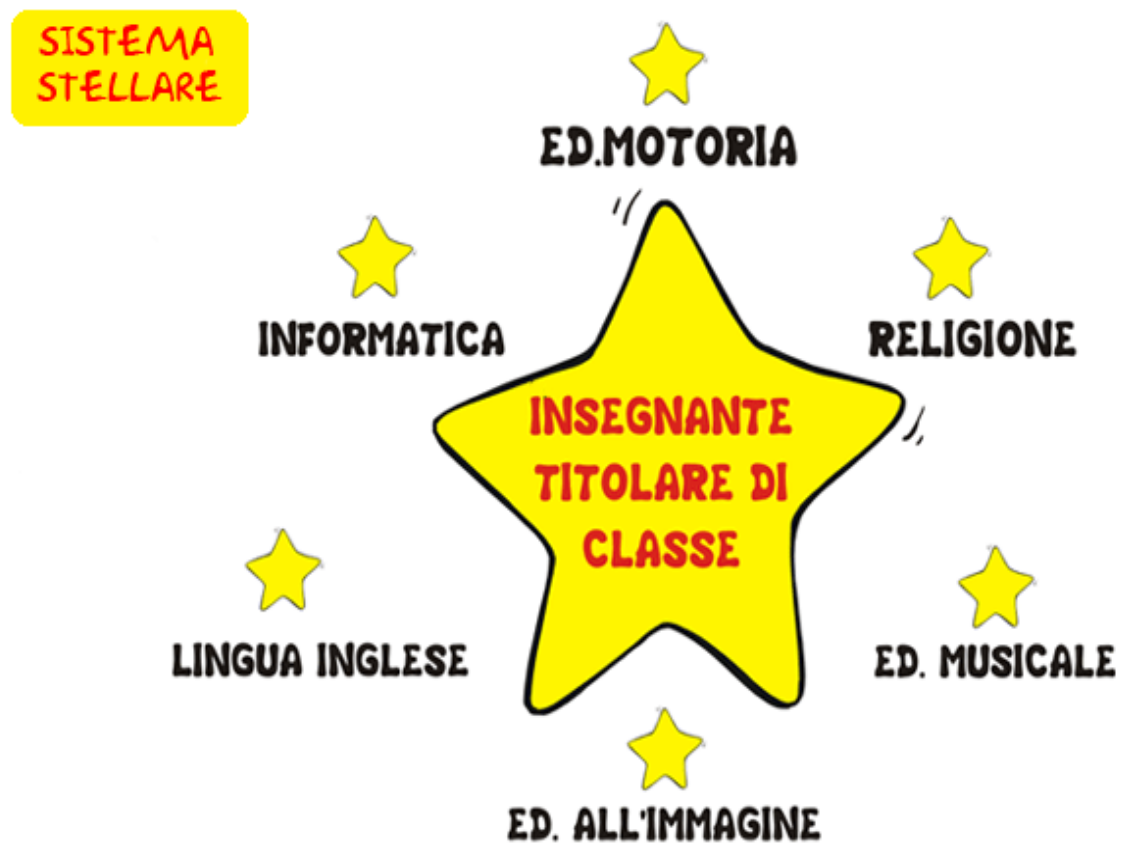 SISTEMA
STELLARE
ED.MOTORIA
INFORMATICA
RELIGIONE
INSEGNANTE
TITOLARE DI
CLASSE
LINGUA INGLESE
ED. MUSICALE
ED. ALL'IMMAGINE